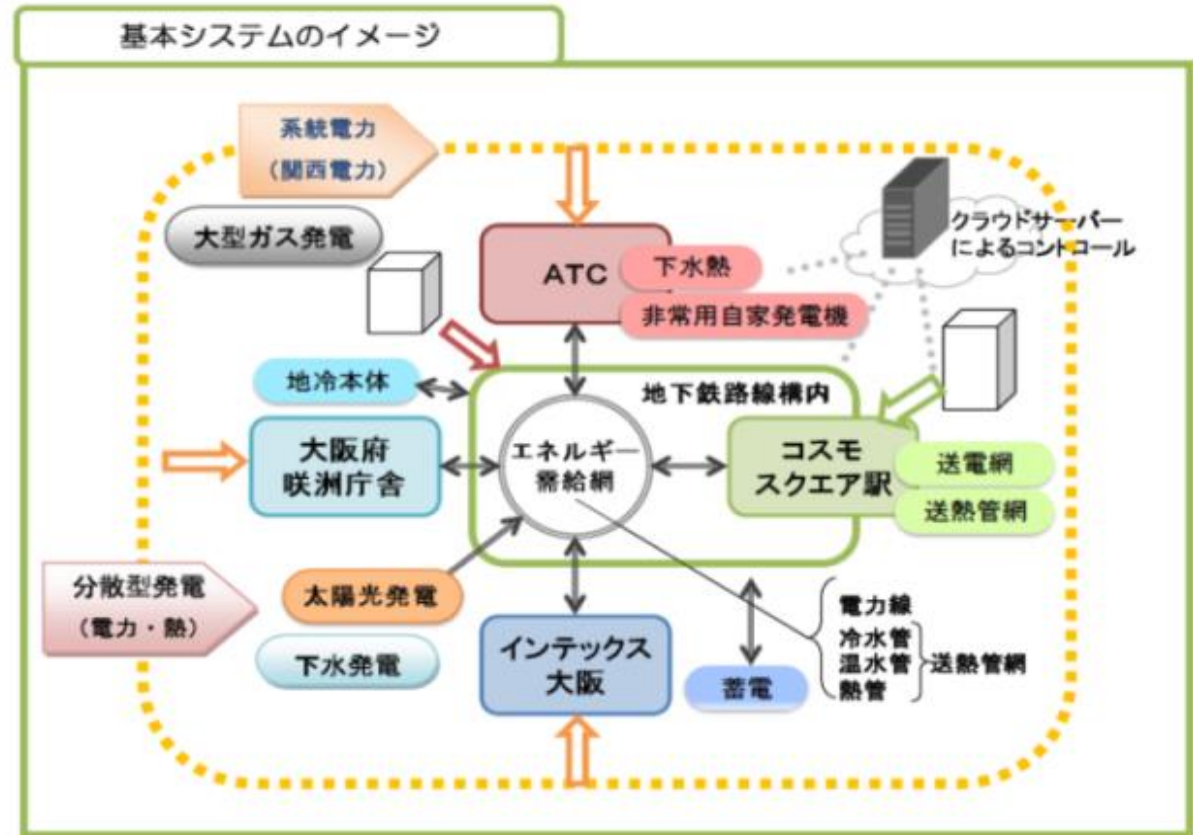 基本システムのイメージ
系統電力
（関西電力）
大型ガス発電
ATC
下水熱
非常用自家発電機
クラウドサーバー
によるコントロール
地冷本体
地下鉄路線構内
大阪府
咲洲庁舎
エネルギー
需給網
コスモ
スクエア駅
送電網
送熱管網
分散型発電
（電力・熱）
太陽光発電
下水発電
インテックス
大阪
蓄電
電力線
冷水管
温水管
熱管
送熱管網